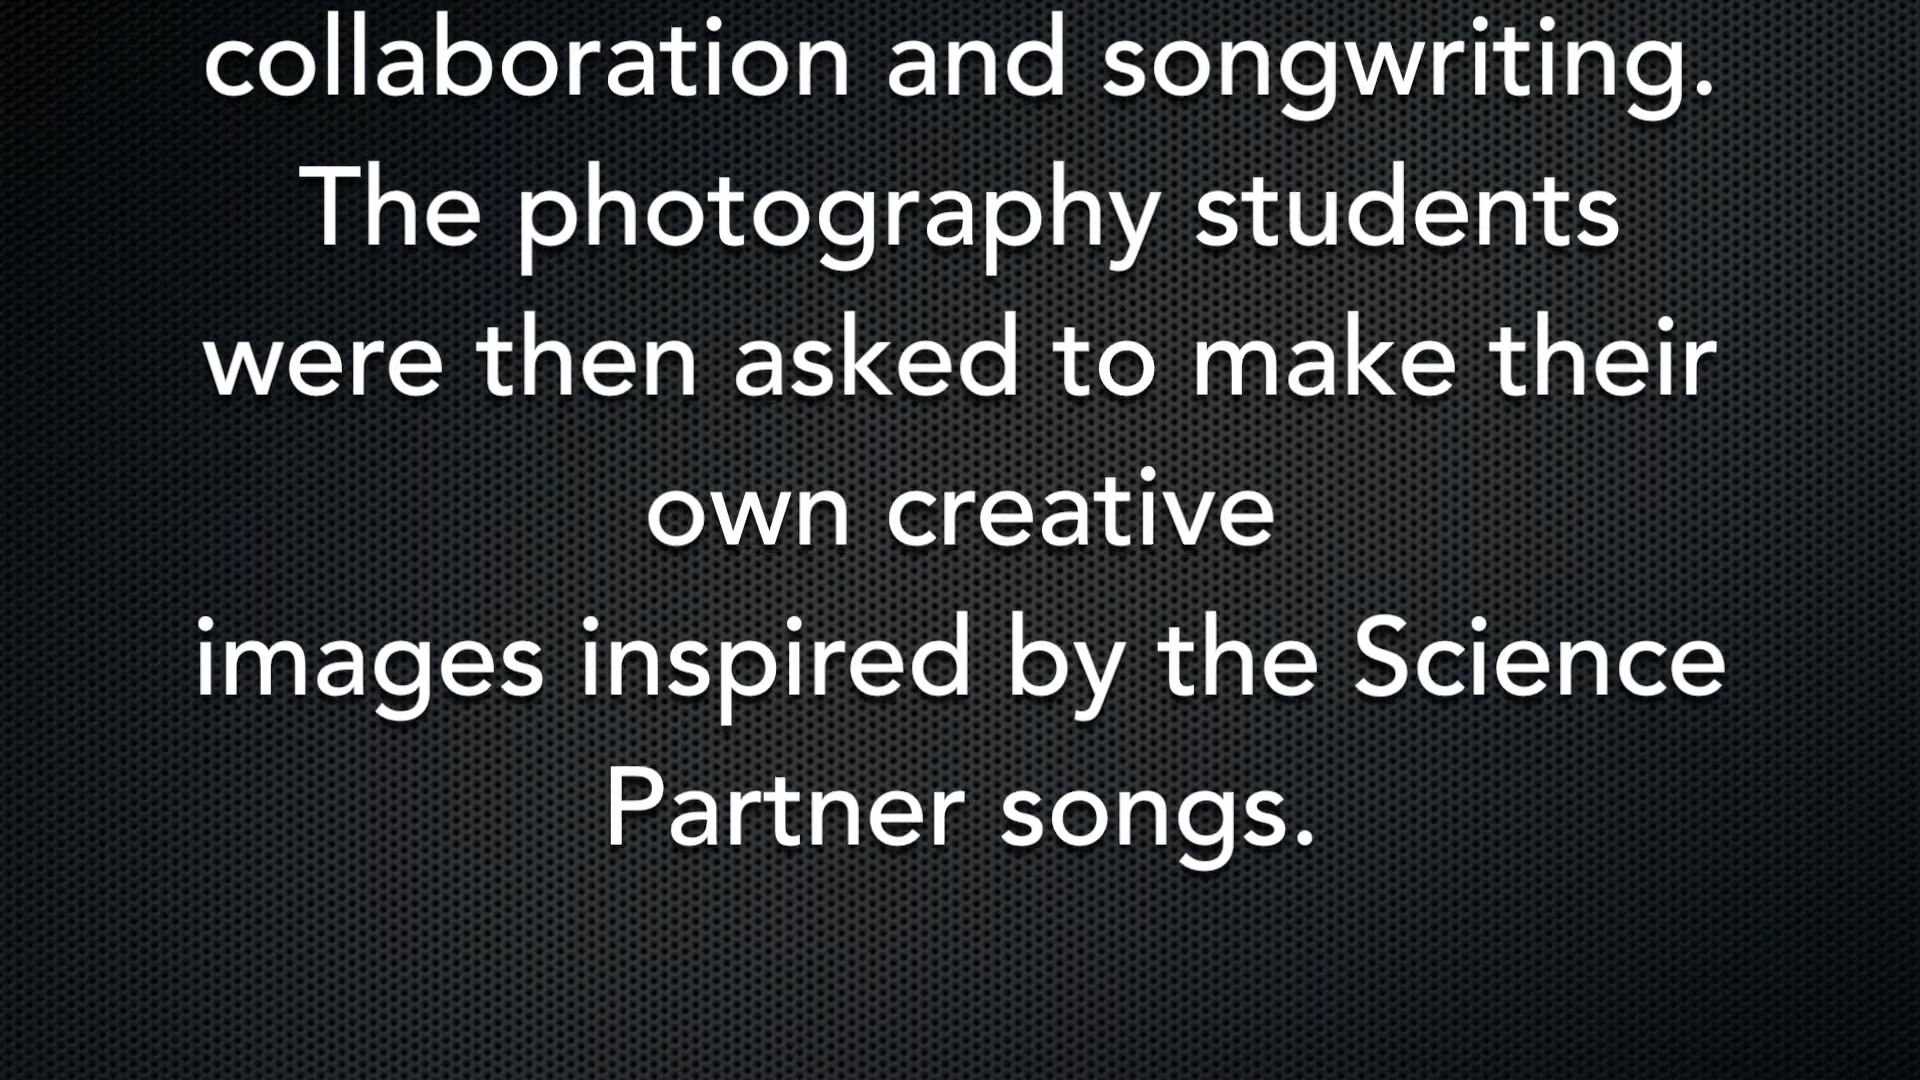 collaboration and songwriting.
The photography students
were then asked to make their
own creative
images inspired by the Science
Partner songs.